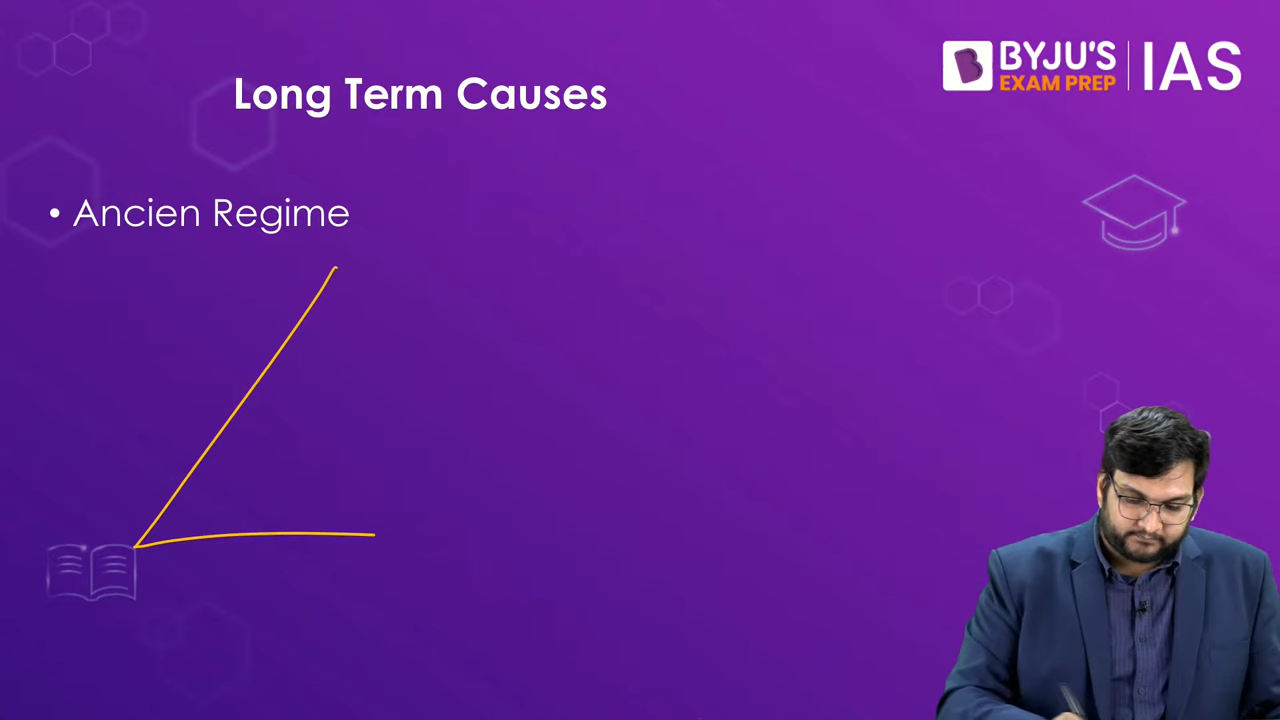 BYJU'S
EXAM PREP
IAS
Long Term Causes
• Ancien Regime